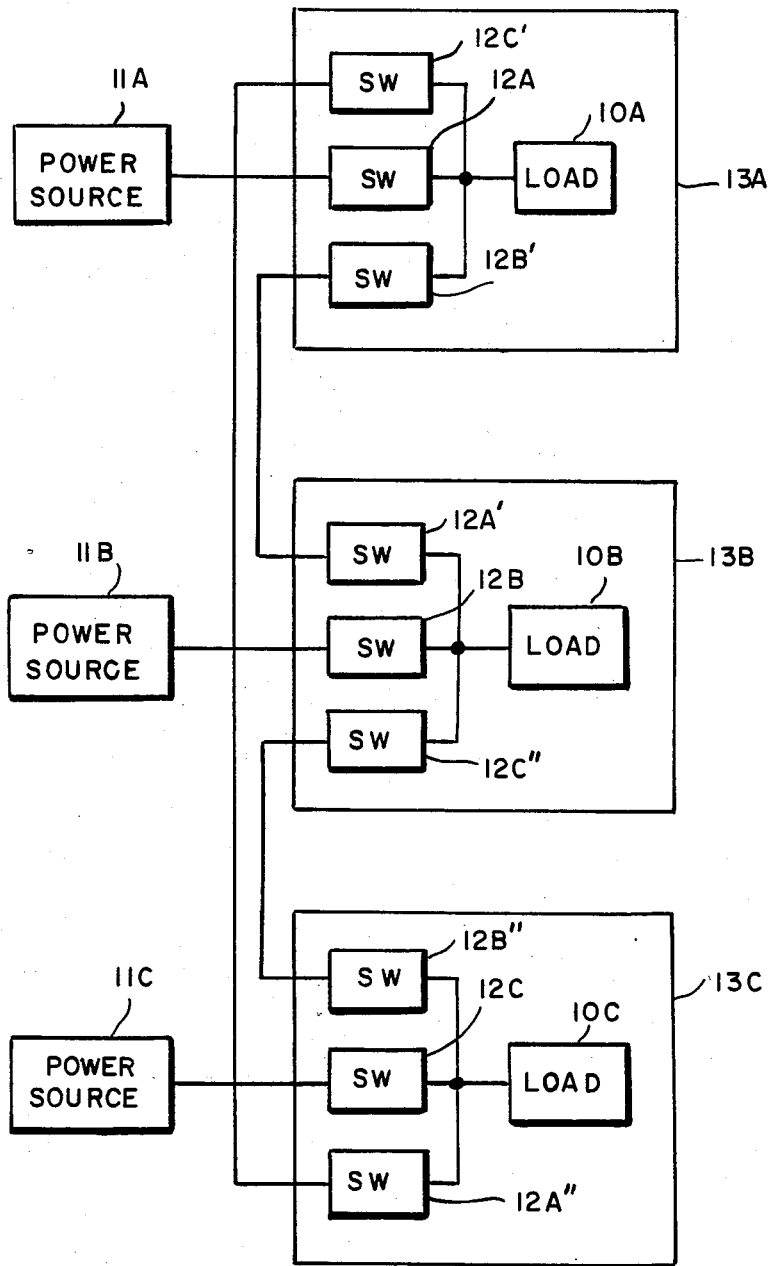 12C'
SW
11A
12A
10A
POWER
SOURCE
SW
LOAD
13A
12B'
SW
12A'
SW
11B
12B
10B
13B
POWER
SOURCE
SW
LOAD
SW
12C"
12B"
SW
11C
12C
10C
13C
POWER
SOURCE
SW
LOAD
SW
12A"